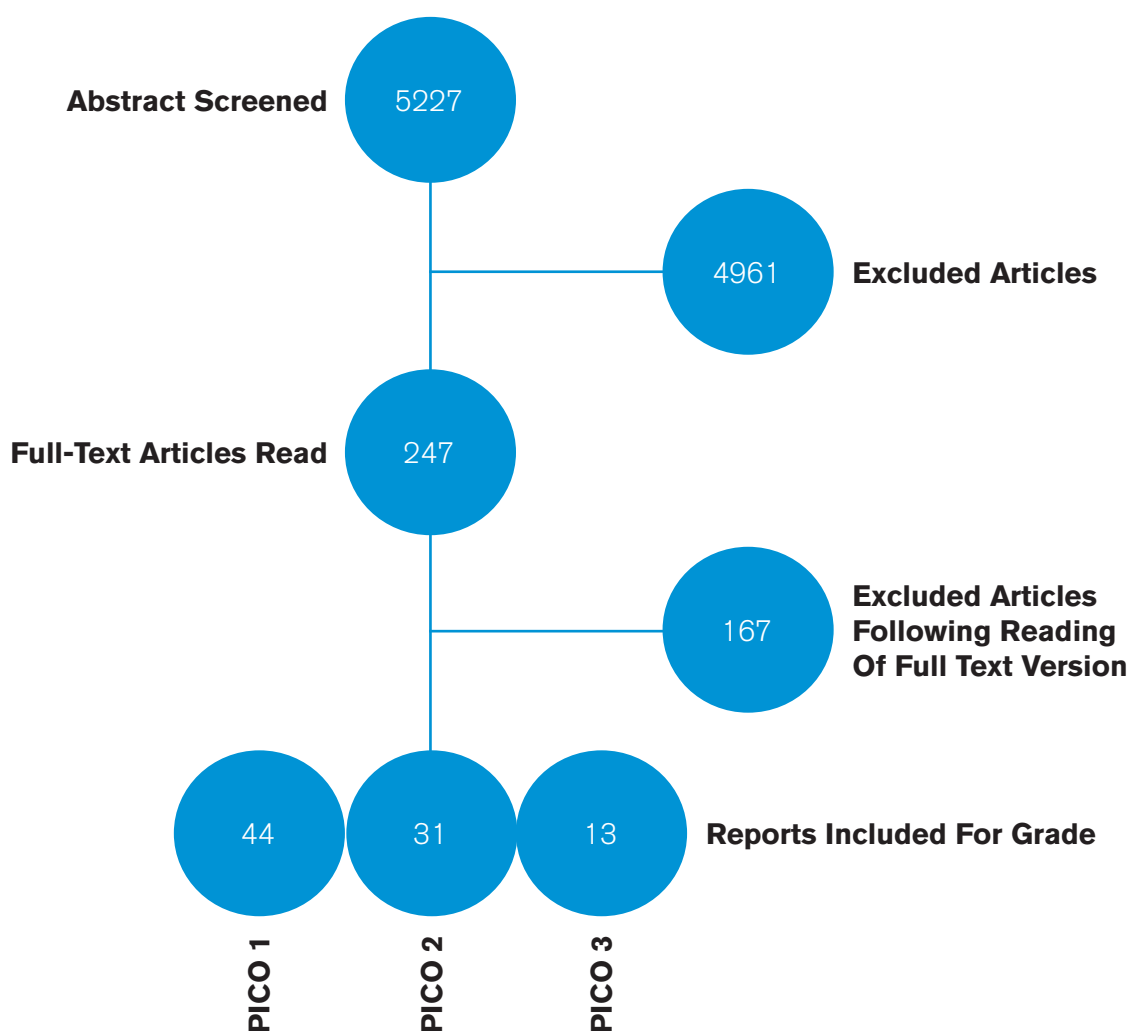 Abstract Screened
5227
4961
Excluded Articles
Full-Text Articles Read
247
167
Excluded Articles
Following Reading
Of Full Text Version
44
31
13
Reports Included For Grade
PICO 1
PICO 2
PICO 3